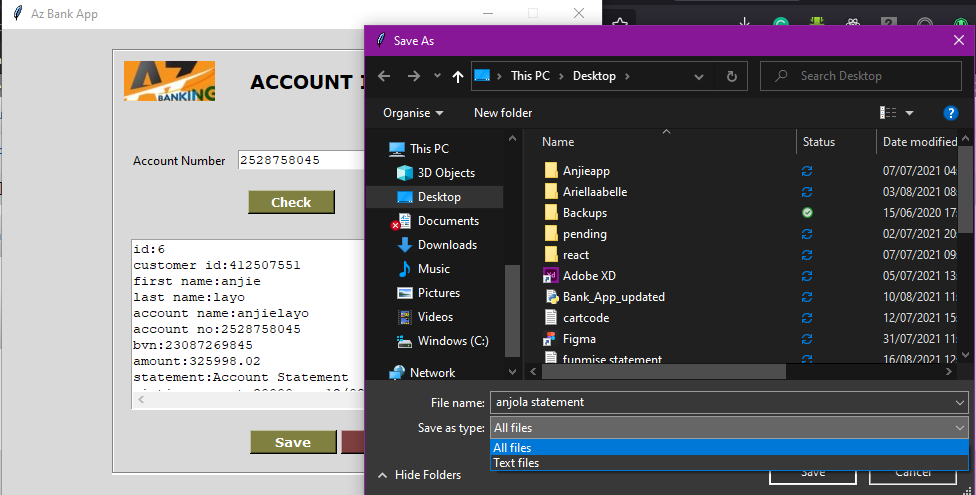 Az Bank App
AZ
BANKING
ACCOUNT I
Account Number
2528758045
Check
id:6
customer id:412507551
first name:anjie
last name:layo
account name:anjielayo
account no:2528758045
bvn:23087269845
amount:325998.02
statement:Account Statement
Save
Save As
This PC
Desktop
Search Desktop
Organise
New folder
This PC
3D Objects
Desktop
Documents
Downloads
Music
Pictures
Videos
Windows (C:)
Network
Name
Status
Date modified
Anjieapp
07/07/2021 04:
Ariellaabelle
03/08/2021 08:
Backups
15/06/2020 17:
pending
02/07/2021 20:
react
07/07/2021 09:
Adobe XD
05/07/2021 13:
Bank_App_updated
10/08/2021 11:
cartcode
12/07/2021 15:
Figma
31/07/2021 11:
funmise statement
16/08/2021 12:
File name:
anjola statement
Save as type:
All files
All files
Text files
Hide Folders
Save
Cancel